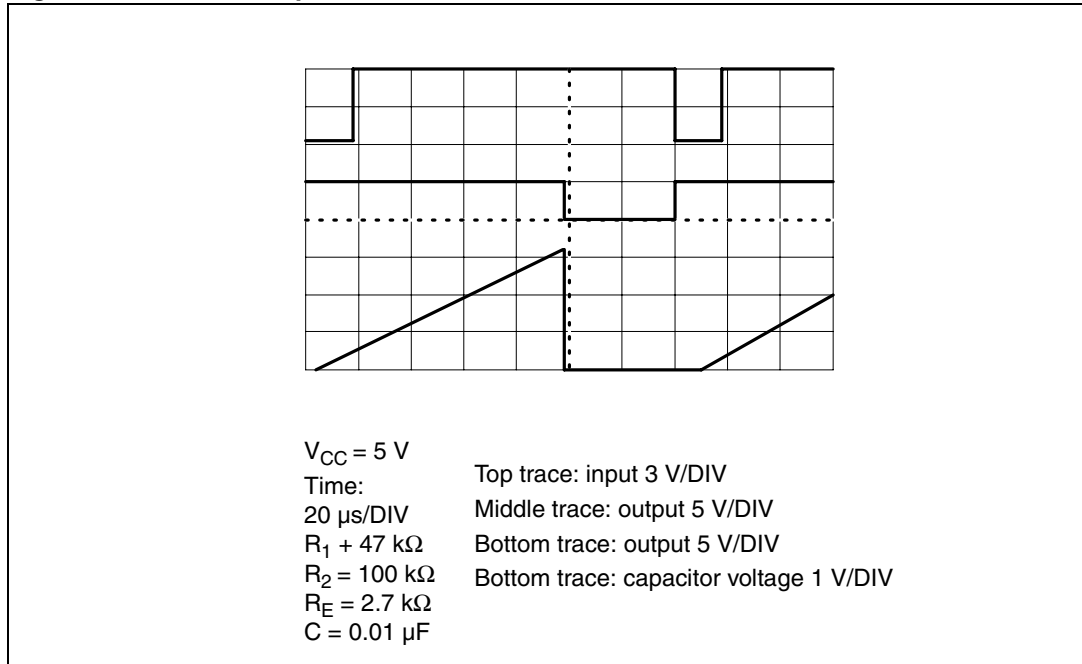 V_CC = 5 V
Time:
20 µs/DIV
R_1 + 47 kΩ
R_2 = 100 kΩ
R_E = 2.7 kΩ
C = 0.01 µF
Top trace: input 3 V/DIV
Middle trace: output 5 V/DIV
Bottom trace: output 5 V/DIV
Bottom trace: capacitor voltage 1 V/DIV